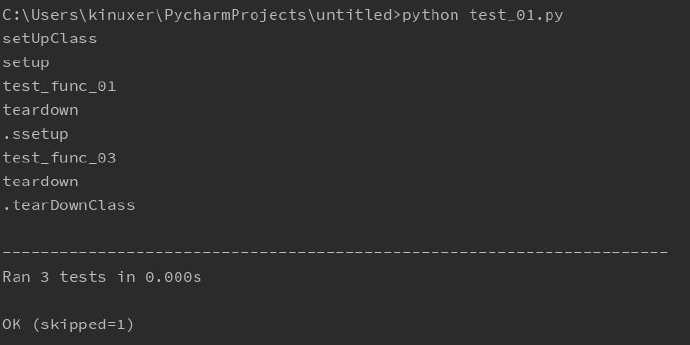 C:\Users\kinuxer\PycharmProjects\untitled>python test_01.py
setUpClass
setup
test_func_01
teardown
.ssetup
test_func_03
teardown
.tearDownClass
----------------------------------------------------------------------
Ran 3 tests in 0.000s
OK (skipped=1)